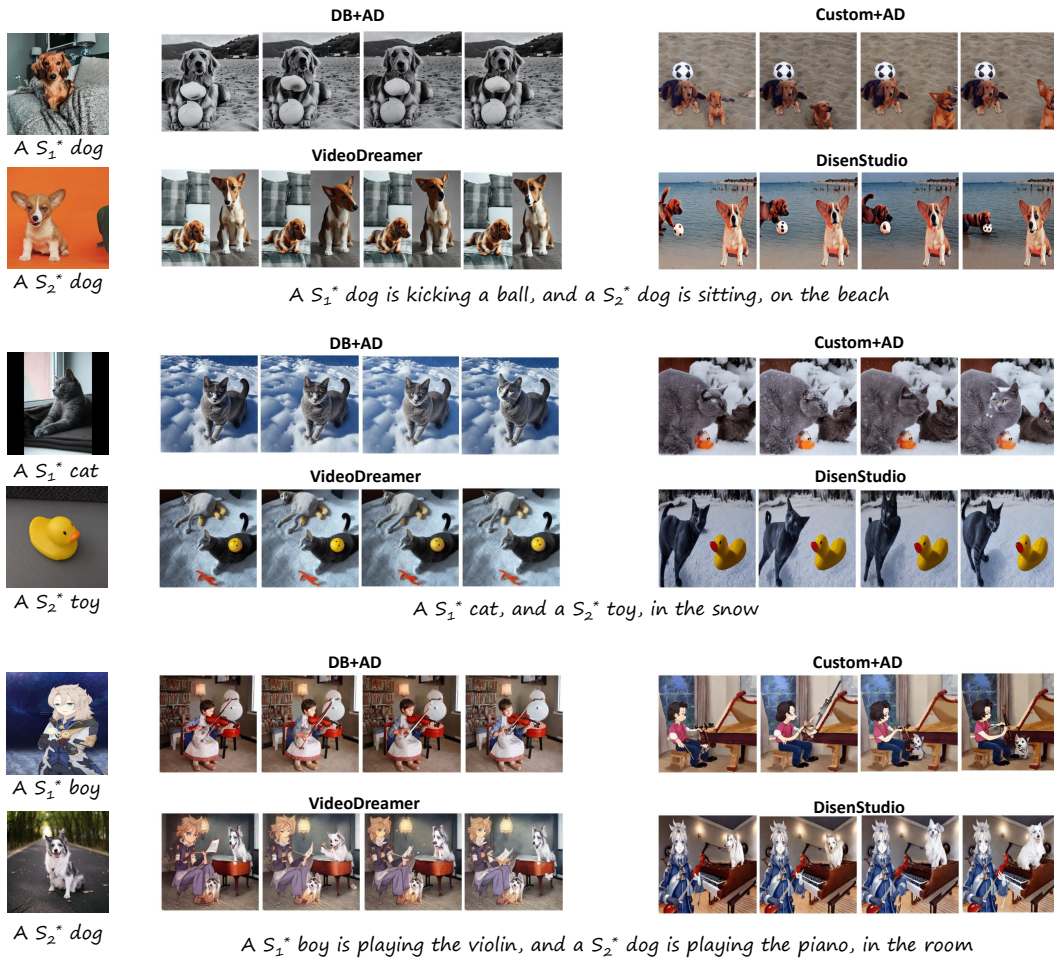 DB+AD
Custom+AD
A S₁* dog
VideoDreamer
DisenStudio
A S₂* dog
A S₁* dog is kicking a ball, and a S₂* dog is sitting, on the beach
DB+AD
Custom+AD
A S₁* cat
VideoDreamer
DisenStudio
A S₂* toy
A S₁* cat, and a S₂* toy, in the snow
DB+AD
Custom+AD
A S₁* boy
VideoDreamer
DisenStudio
A S₂* dog
A S₁* boy is playing the violin, and a S₂* dog is playing the piano, in the room